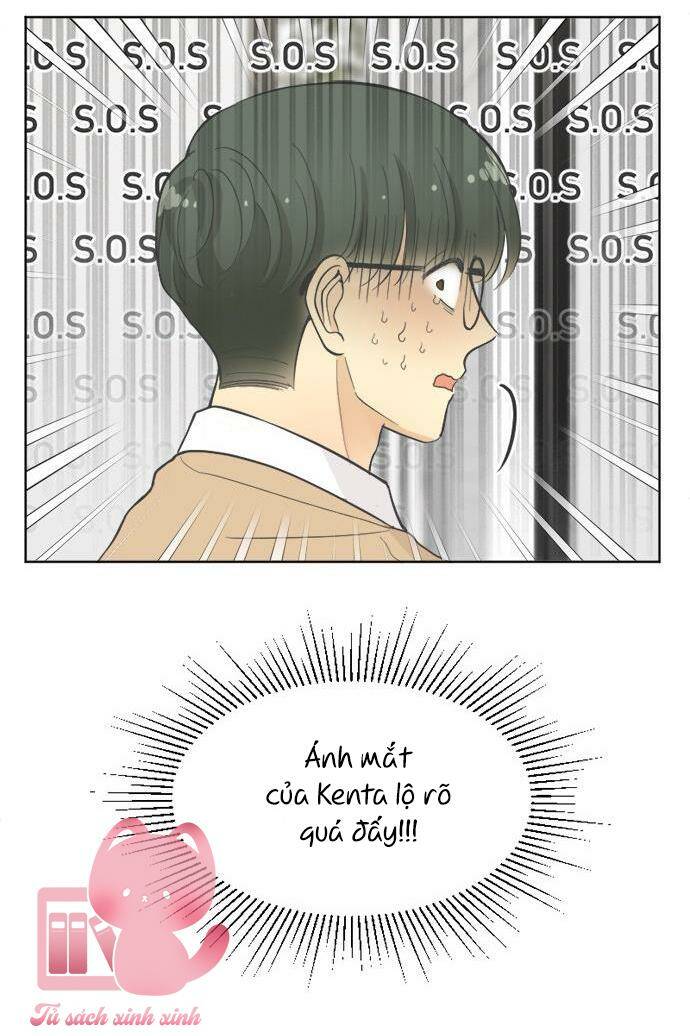 S.O.S S.O.S S.O.S S.O.S S.O.S
S.O.S S.O.S S.O.S
S.O.S
S.O.S S.O.S
S.O.S S.O.S
S.O.S
S.O.S
Ánh mắt
của Kenta lộ rõ
quá đấy!!!
Tủ sách xinh xinh